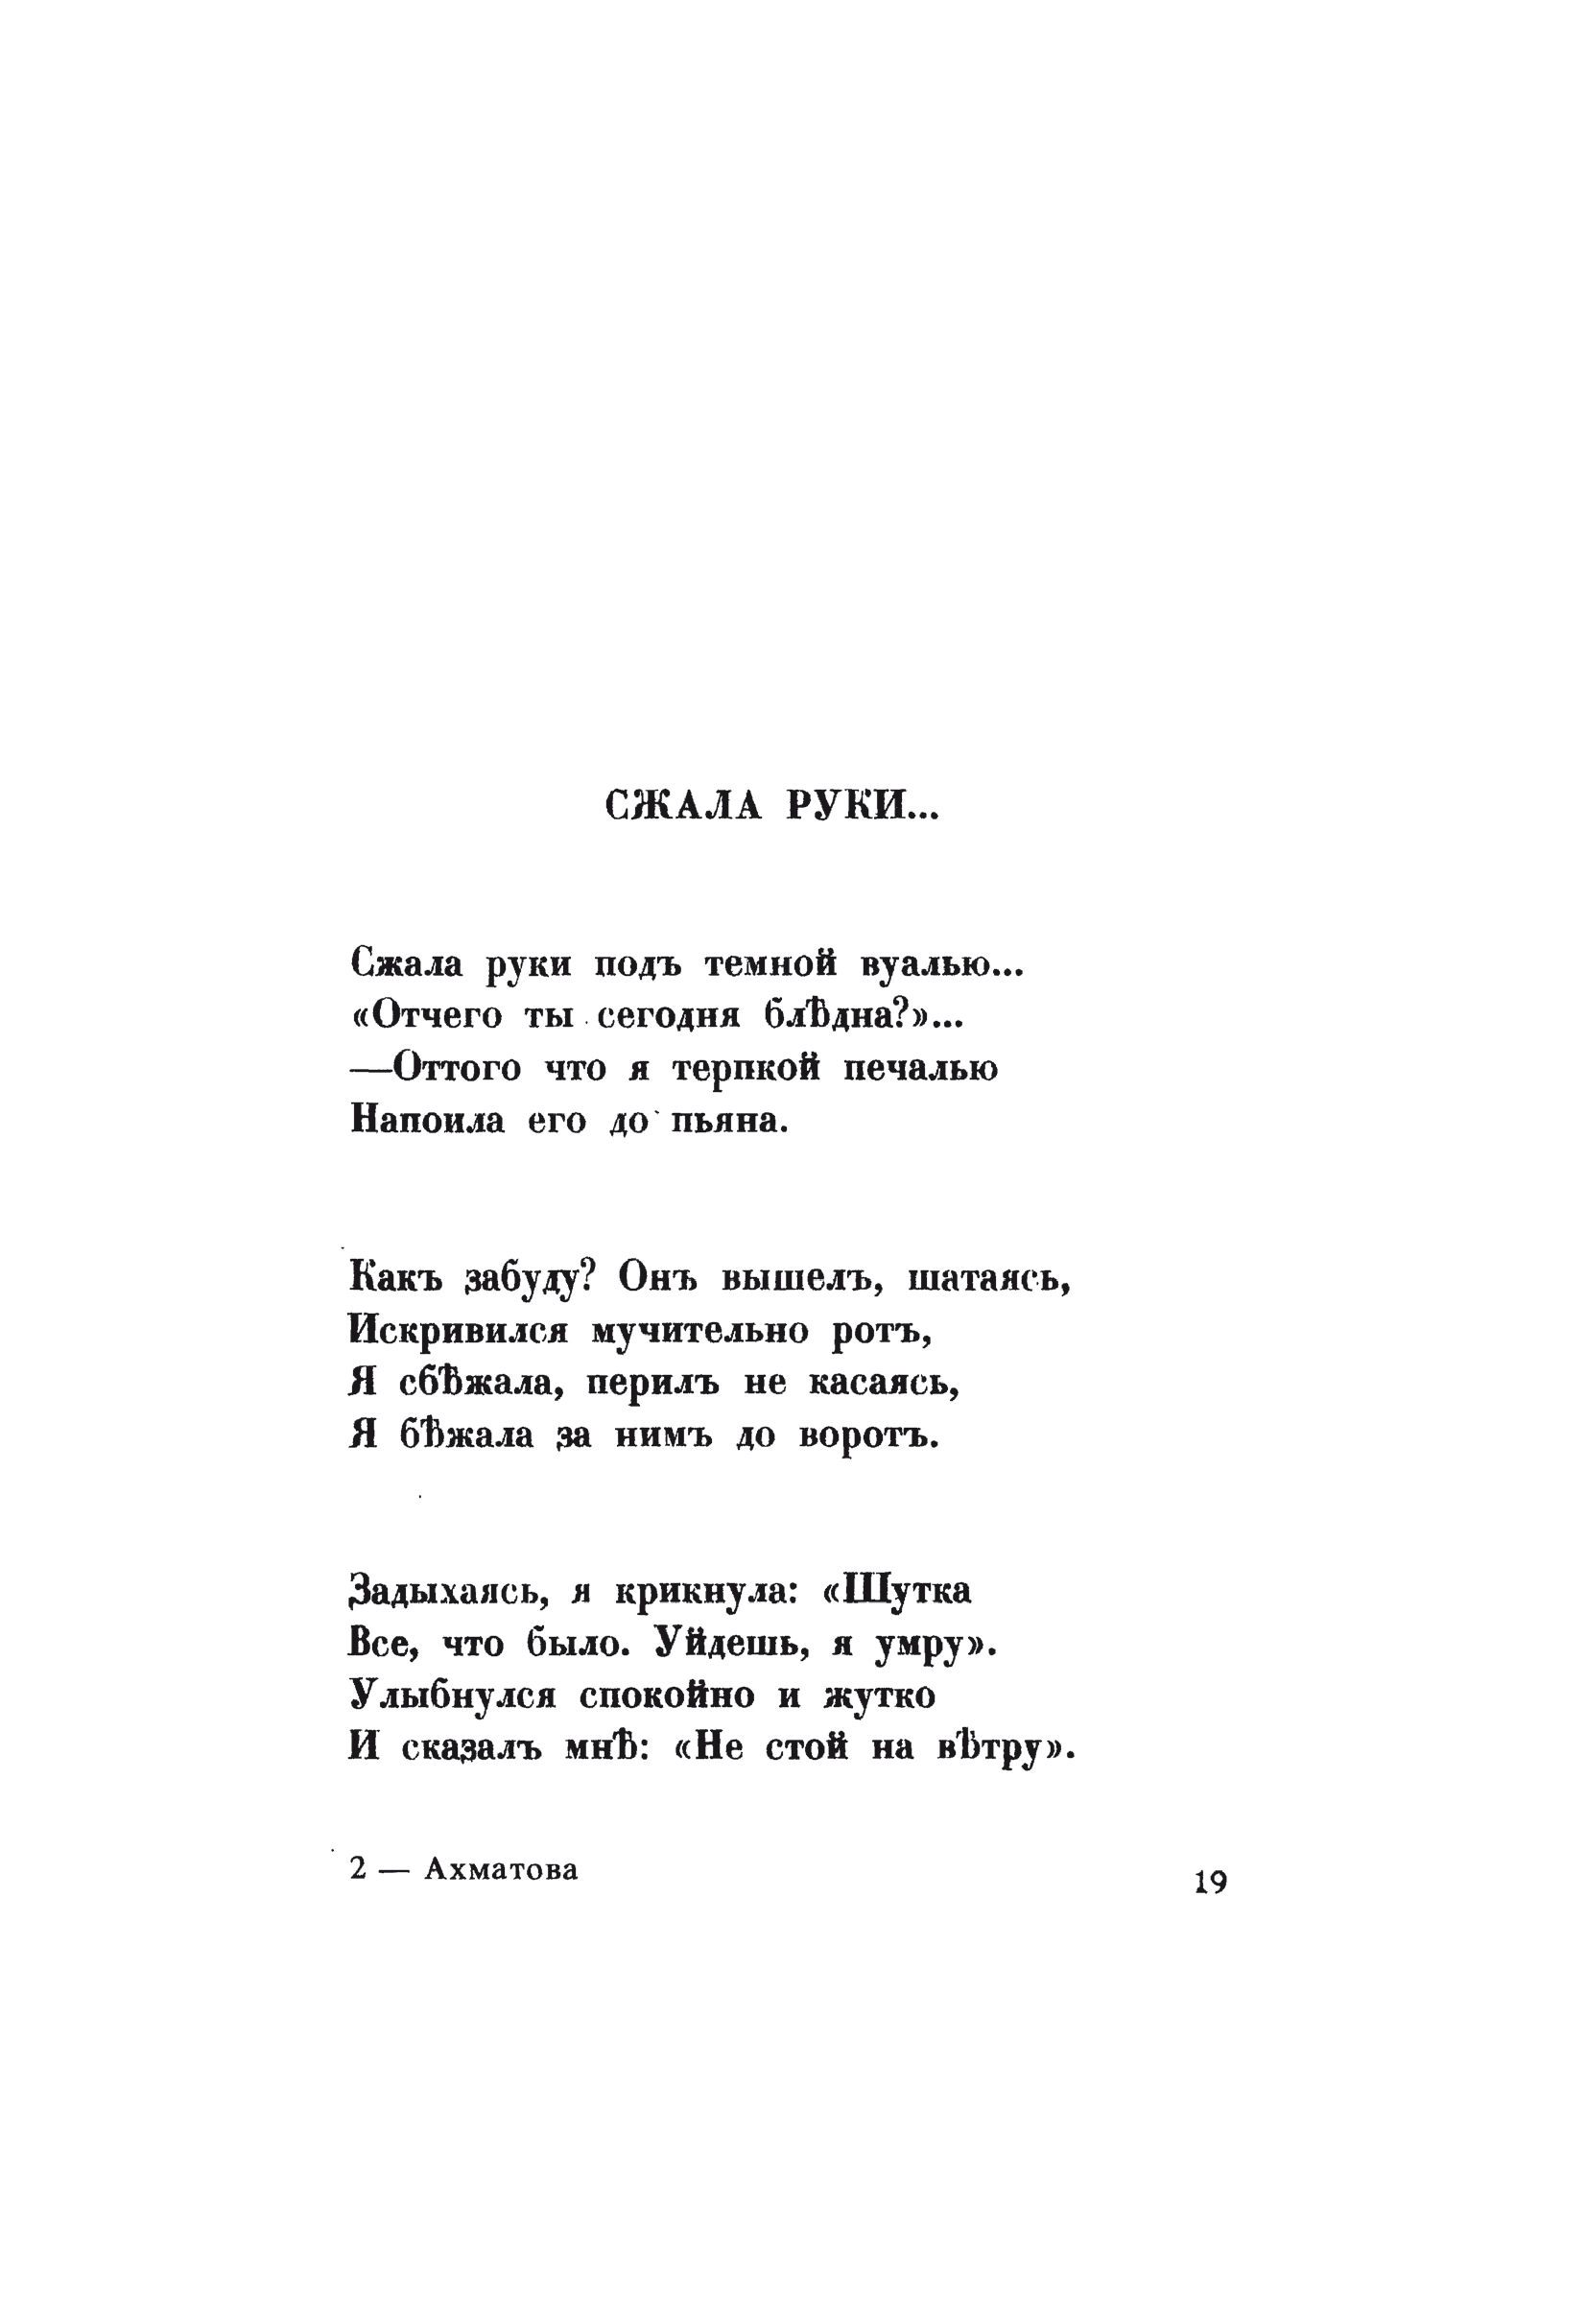 СЖАЛА РУКИ...
Сжала руки подъ темной вуалью...
«Отчего ты сегодня блѣдна?»...
—Оттого что я терпкой печалью
Напоила его до пьяна.
Какъ забуду? Онъ вышелъ, шатаясь,
Искривился мучительно ротъ,
Я сбѣжала, перилъ не касаясь,
Я бѣжала за нимъ до воротъ.
Задыхаясь, я крикнула: «Шутка
Все, что было. Уйдешь, я умру».
Улыбнулся спокойно и жутко
И сказалъ мнѣ: «Не стой на вѣтру».
2 — Ахматова
19